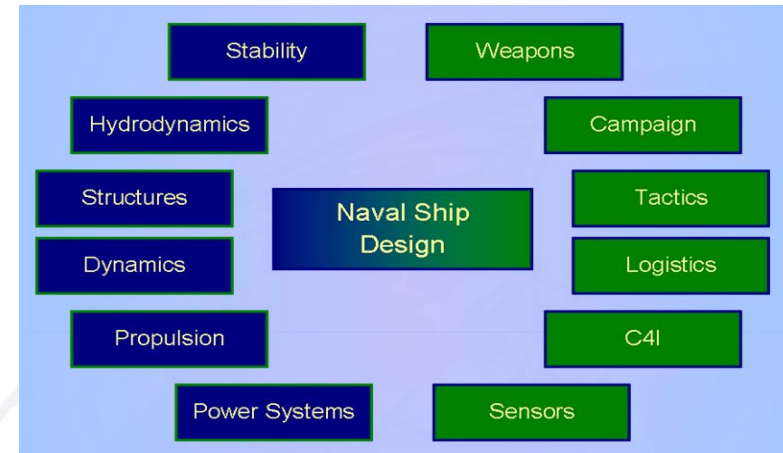 Stability
Weapons
Hydrodynamics
Campaign
Structures
Tactics
Naval Ship
Design
Dynamics
Logistics
Propulsion
C4I
Power Systems
Sensors